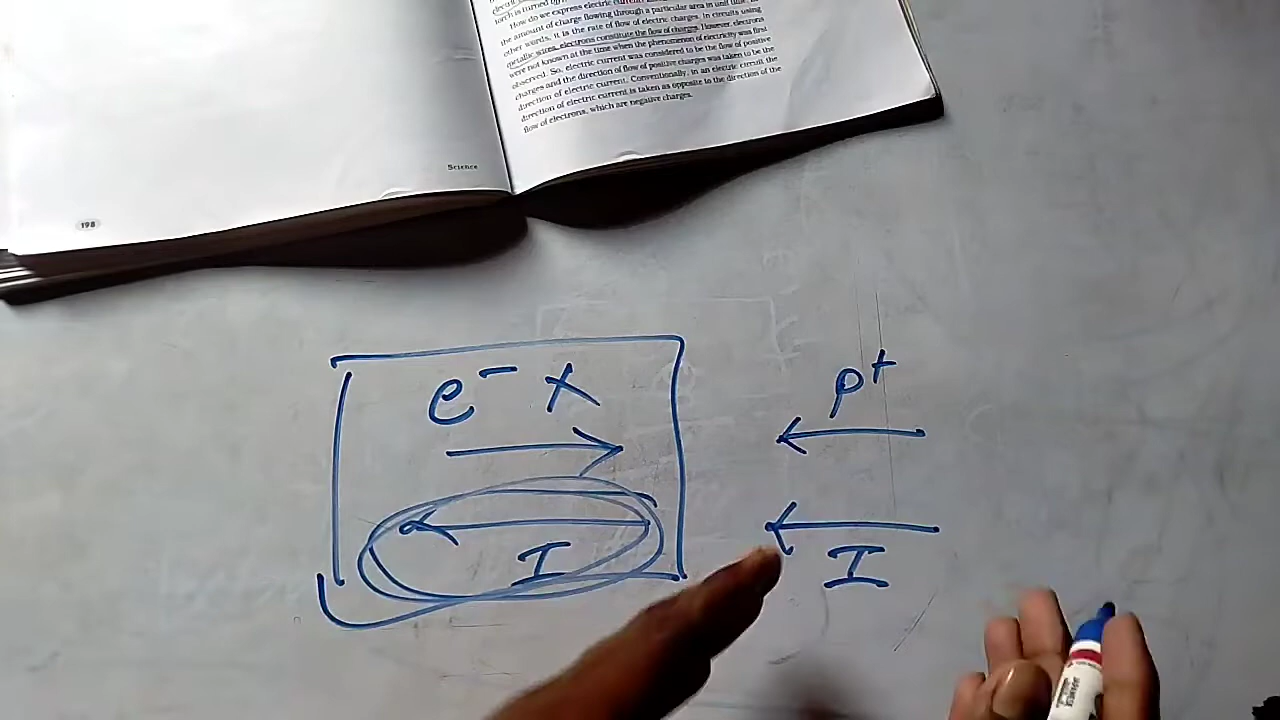 torch is turned
How do we express electric current
the amount of charge flowing through a particular area in unit time. In
other words, it is the rate of flow of electric charges. In circuits using
metallic wires, electrons constitute the flow of charges. However, electrons
were not known at the time when the phenomenon of electricity was first
observed. So, electric current was considered to be the flow of positive
charges and the direction of flow of positive charges was taken to be the
direction of electric current. Conventionally, in an electric circuit the
direction of electric current is taken as opposite to the direction of the
flow of electrons, which are negative charges.
Science
198
e⁻ X
P⁺
I
I